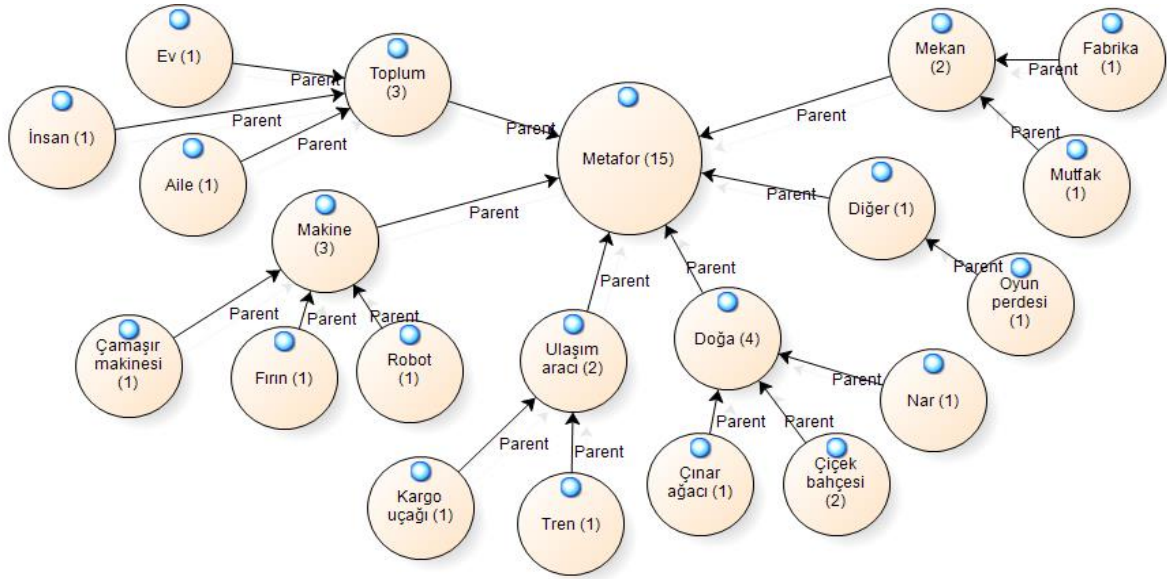 Ev (1)
Parent
Toplum
(3)
İnsan (1)
Parent
Aile (1)
Parent
Parent
Metafor (15)
Mekan
(2)
Parent
Fabrika
(1)
Parent
Parent
Mutfak
(1)
Makine
(3)
Parent
Parent
Diğer (1)
Parent
Oyun
perdesi
(1)
Çamaşır
makinesi
(1)
Parent
Fırın (1)
Parent
Robot
(1)
Parent
Ulaşım
aracı (2)
Parent
Kargo
uçağı (1)
Parent
Tren (1)
Parent
Doğa (4)
Parent
Çınar
ağacı (1)
Parent
Çiçek
bahçesi
(2)
Parent
Nar (1)
Parent